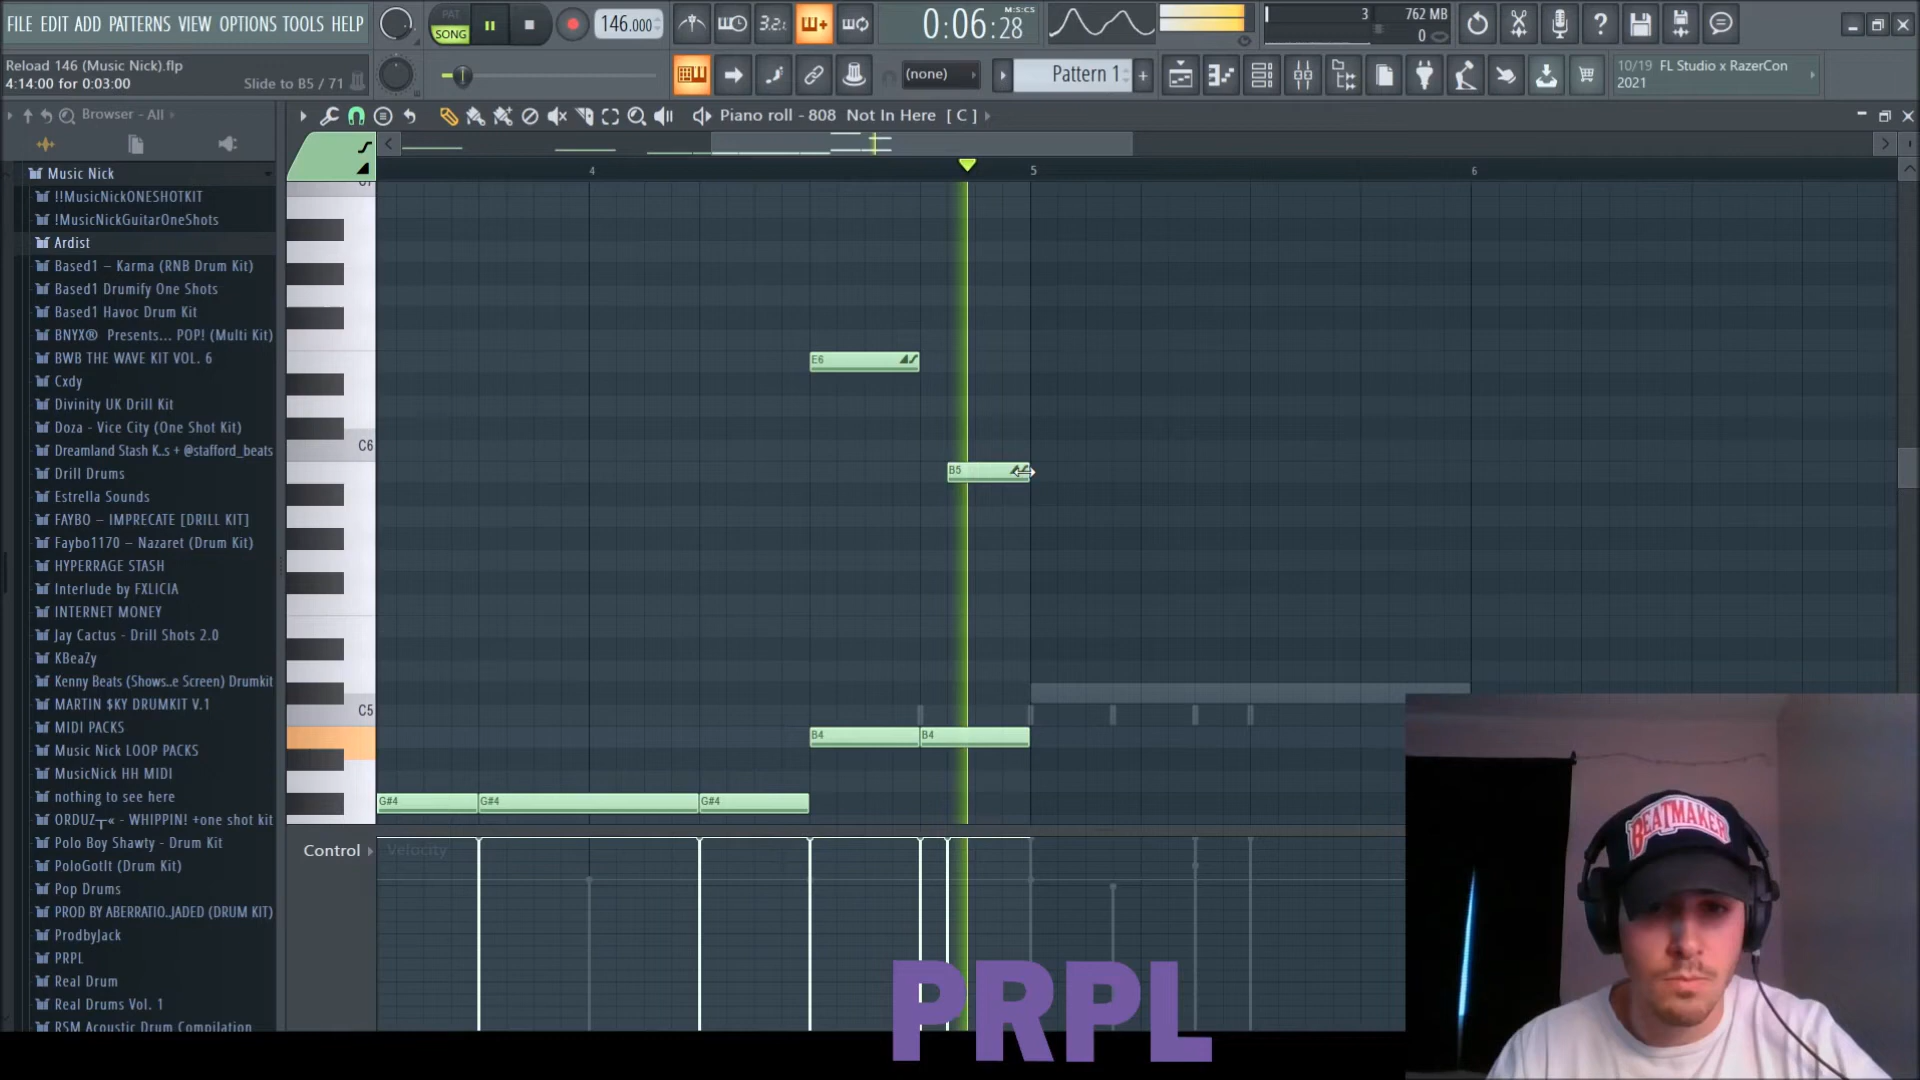 FILE EDIT ADD PATTERNS VIEW OPTIONS TOOLS HELP
PAT
SONG
146.000
3.2.
0:06:28
M:S:CS
3
762 MB
0
Reload 146 (Music Nick).flp
4:14:00 for 0:03:00
Slide to B5 / 71
(none)
Pattern 1
10/19 FL Studio x RazerCon
2021
Browser - All
Piano roll - 808 Not In Here [ C ]
Music Nick
!!MusicNickONESHOTKIT
!MusicNickGuitarOneShots
Ardist
Based1 – Karma (RNB Drum Kit)
Based1 Drumify One Shots
Based1 Havoc Drum Kit
BNYX® Presents... POP! (Multi Kit)
BWB THE WAVE KIT VOL. 6
Cxdy
Divinity UK Drill Kit
Doza - Vice City (One Shot Kit)
Dreamland Stash K..s + @stafford_beats
Drill Drums
Estrella Sounds
FAYBO – IMPRECATE [DRILL KIT]
Faybo1170 – Nazaret (Drum Kit)
HYPERRAGE STASH
Interlude by FXLICIA
INTERNET MONEY
Jay Cactus - Drill Shots 2.0
KBeaZy
Kenny Beats (Shows..e Screen) Drumkit
MARTIN $KY DRUMKIT V.1
MIDI PACKS
Music Nick LOOP PACKS
MusicNick HH MIDI
nothing to see here
ORDUZ┬« - WHIPPIN! +one shot kit
Polo Boy Shawty - Drum Kit
PoloGotIt (Drum Kit)
Pop Drums
PROD BY ABERRATIO..JADED (DRUM KIT)
ProdbyJack
PRPL
Real Drum
Real Drums Vol. 1
RSM Acoustic Drum Compilation
4
5
6
E6
C6
B5
C5
B4
B4
G#4
G#4
G#4
Control
Velocity
BEATMAKER
PRPL